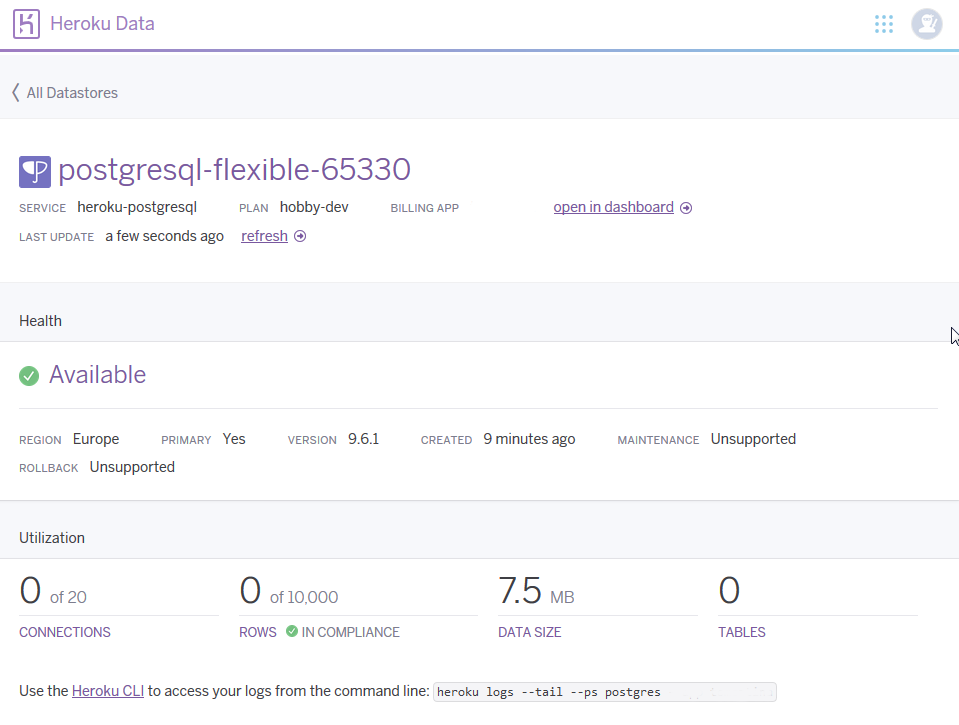 Heroku Data
All Datastores
postgresql-flexible-65330
SERVICE heroku-postgresql PLAN hobby-dev BILLING APP open in dashboard
LAST UPDATE a few seconds ago refresh
Health
Available
REGION Europe PRIMARY Yes VERSION 9.6.1 CREATED 9 minutes ago MAINTENANCE Unsupported
ROLLBACK Unsupported
Utilization
0 of 20 0 of 10,000 7.5 MB 0
CONNECTIONS ROWS IN COMPLIANCE DATA SIZE TABLES
Use the Heroku CLI to access your logs from the command line: heroku logs --tail --ps postgres